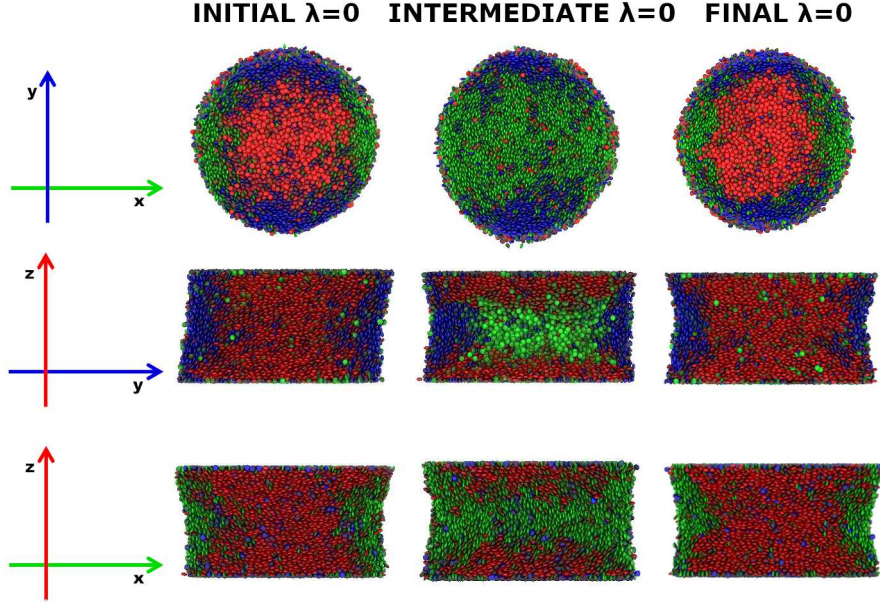 INITIAL λ=0 INTERMEDIATE λ=0 FINAL λ=0
y
x
z
y
z
x